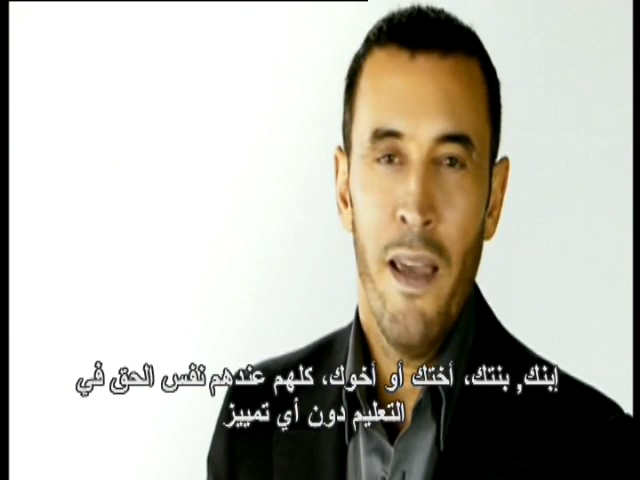 إبنك, بنتك، أختك أو أخوك، كلهم عندهم نفس الحق في
التعليم دون أي تمييز